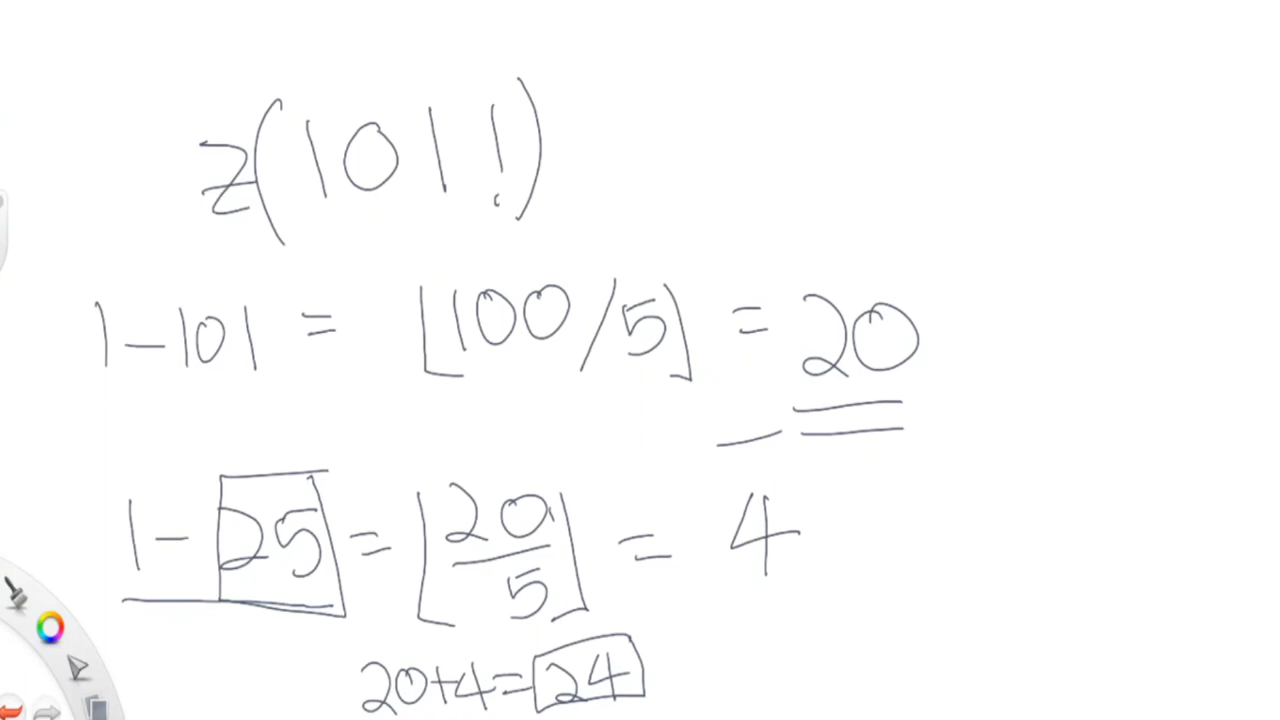 z(101!)
1-101 = ⌊100/5⌋ = 20
1-25 = ⌊20/5⌋ = 4
20+4=24